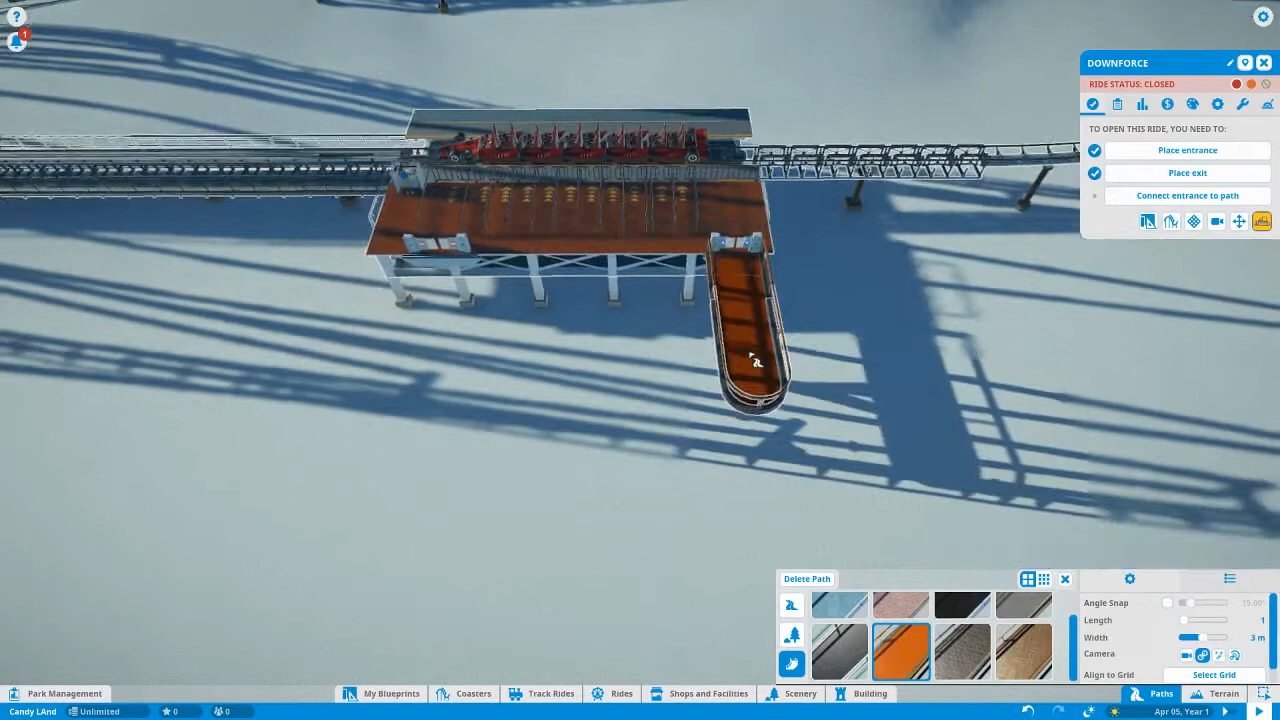 ?
1
DOWNFORCE
RIDE STATUS: CLOSED
TO OPEN THIS RIDE, YOU NEED TO:
Place entrance
Place exit
Connect entrance to path
Delete Path
Angle Snap 15.00°
Length 1
Width 3 m
Camera
Align to Grid Select Grid
Park Management My Blueprints Coasters Track Rides Rides Shops and Facilities Scenery Building Paths Terrain
Candy LAnd Unlimited 0 0 Apr 05, Year 1